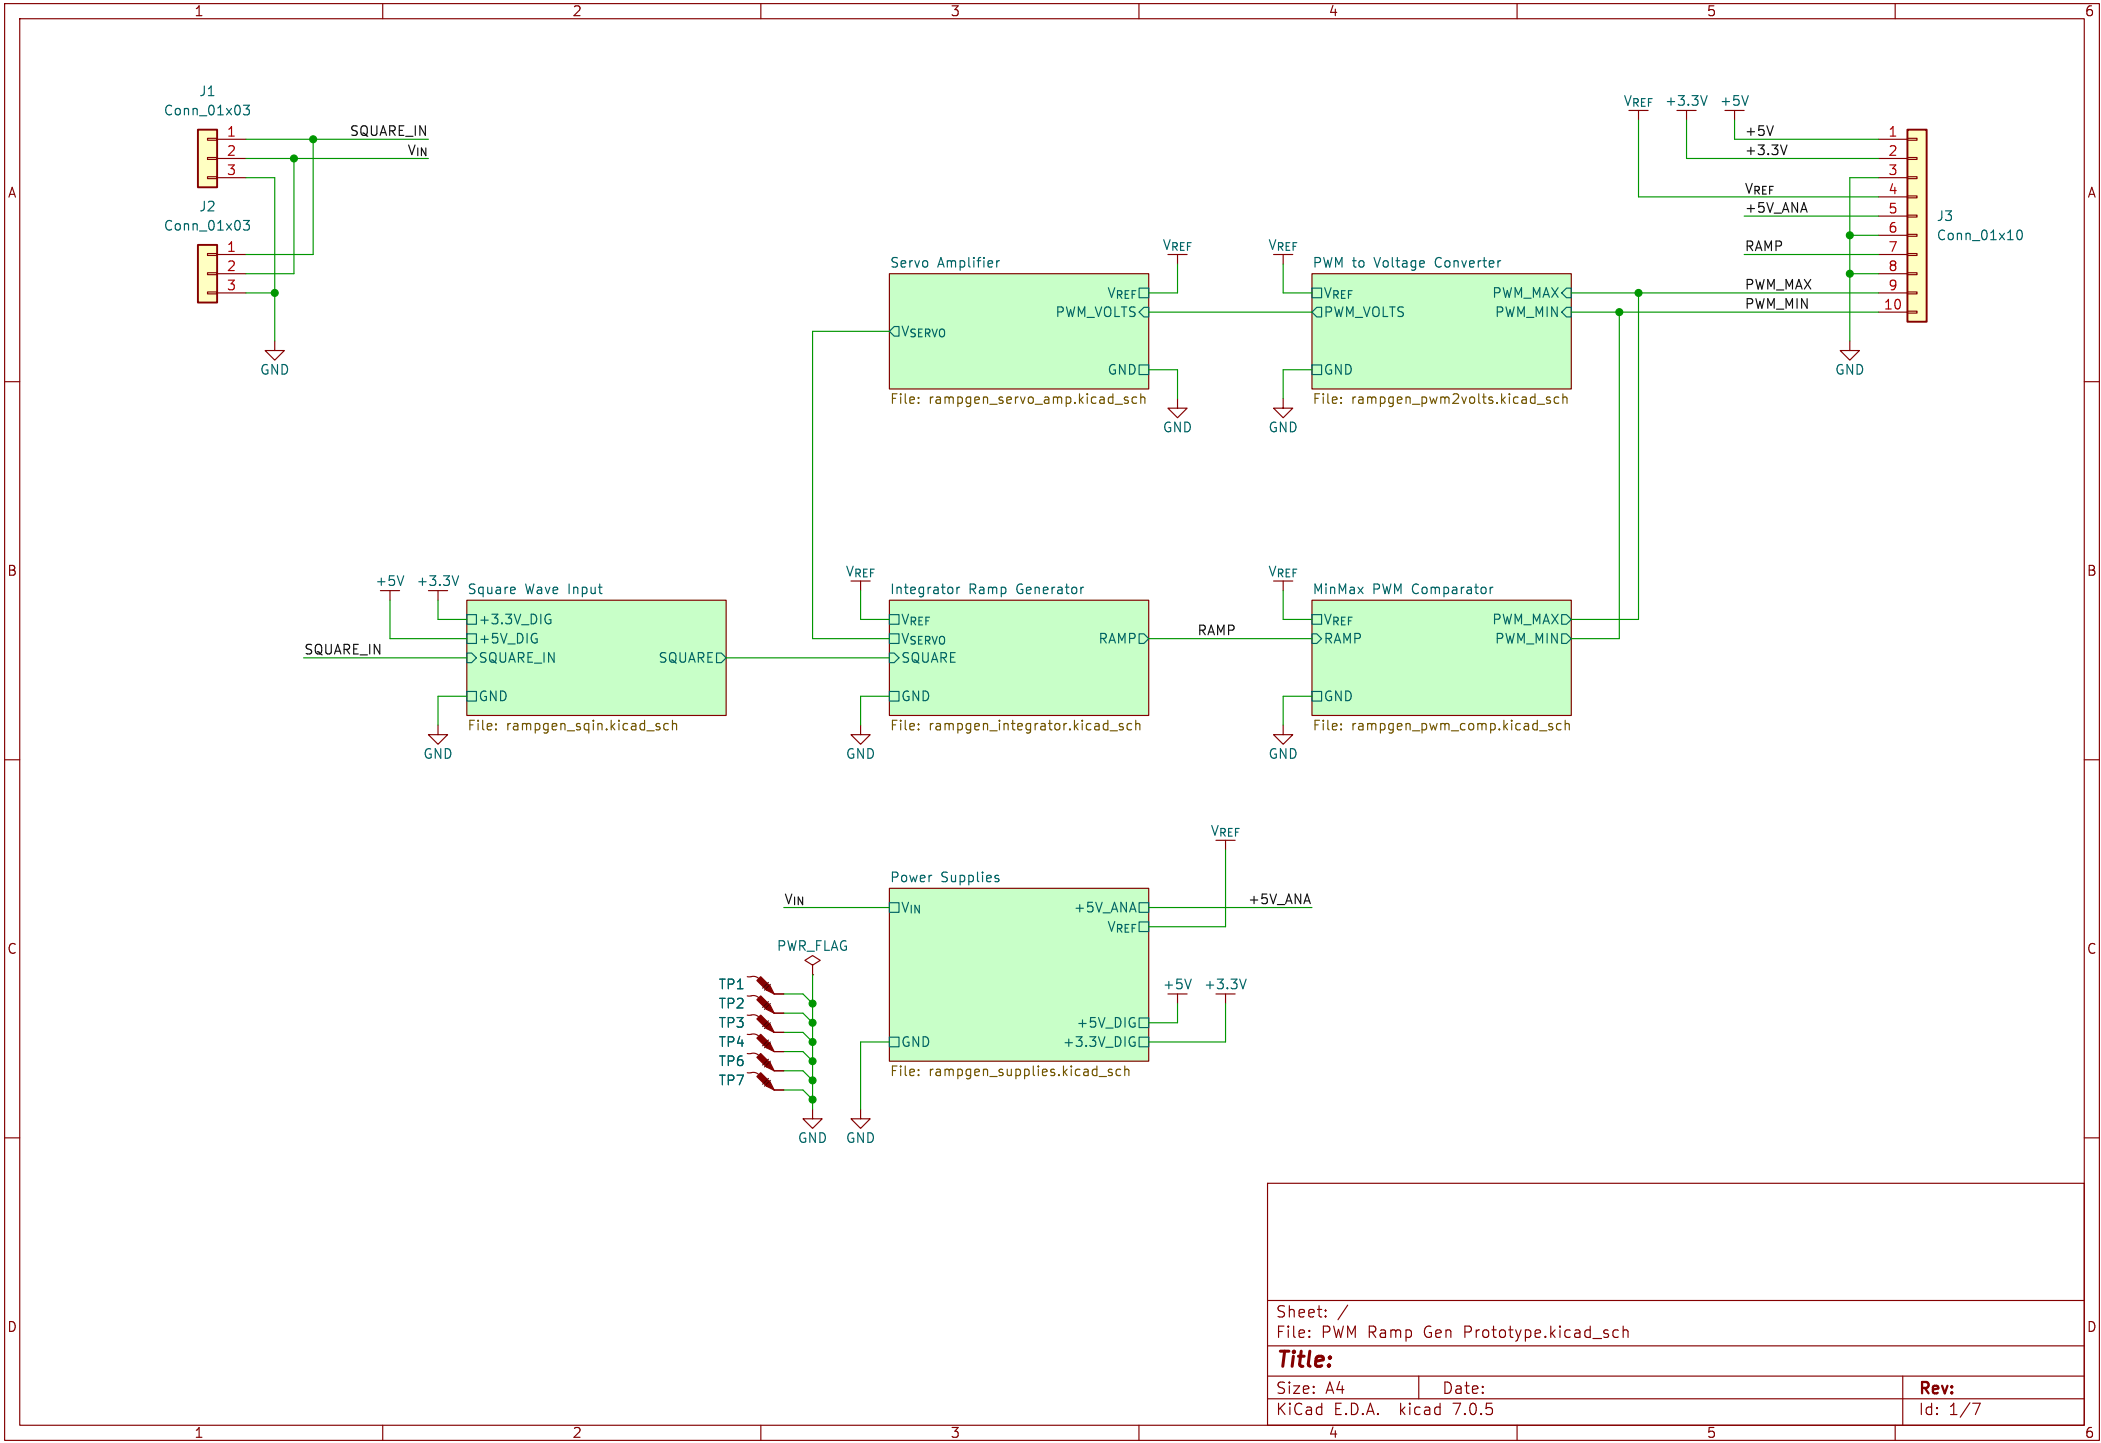 1 2 3 4 5 6
J1
Conn_01x03
1 SQUARE_IN
2 VIN
3
J2
Conn_01x03
1
2
3
GND
VREF +3.3V +5V
+5V 1
+3.3V 2
3
VREF 4
+5V_ANA 5
6
RAMP 7
8
PWM_MAX 9
PWM_MIN 10
J3
Conn_01x10
GND
A A
VREF
Servo Amplifier
VREF
PWM_VOLTS
VSERVO
GND
File: rampgen_servo_amp.kicad_sch
GND
VREF
PWM to Voltage Converter
VREF PWM_MAX
PWM_VOLTS PWM_MIN
GND
File: rampgen_pwm2volts.kicad_sch
GND
B B
+5V +3.3V
Square Wave Input
+3.3V_DIG
+5V_DIG
SQUARE_IN
SQUARE_IN SQUARE
GND
File: rampgen_sqin.kicad_sch
GND
VREF
Integrator Ramp Generator
VREF
VSERVO RAMP
SQUARE
GND
File: rampgen_integrator.kicad_sch
GND
RAMP
VREF
MinMax PWM Comparator
VREF PWM_MAX
RAMP PWM_MIN
GND
File: rampgen_pwm_comp.kicad_sch
GND
C C
VREF
Power Supplies
VIN
VIN +5V_ANA
+5V_ANA
VREF
+5V +3.3V
+5V_DIG
GND +3.3V_DIG
File: rampgen_supplies.kicad_sch
PWR_FLAG
TP1
TP2
TP3
TP4
TP6
TP7
GND GND
D D
Sheet: /
File: PWM Ramp Gen Prototype.kicad_sch
Title:
Size: A4 Date: Rev:
KiCad E.D.A. kicad 7.0.5 Id: 1/7
1 2 3 4 5 6